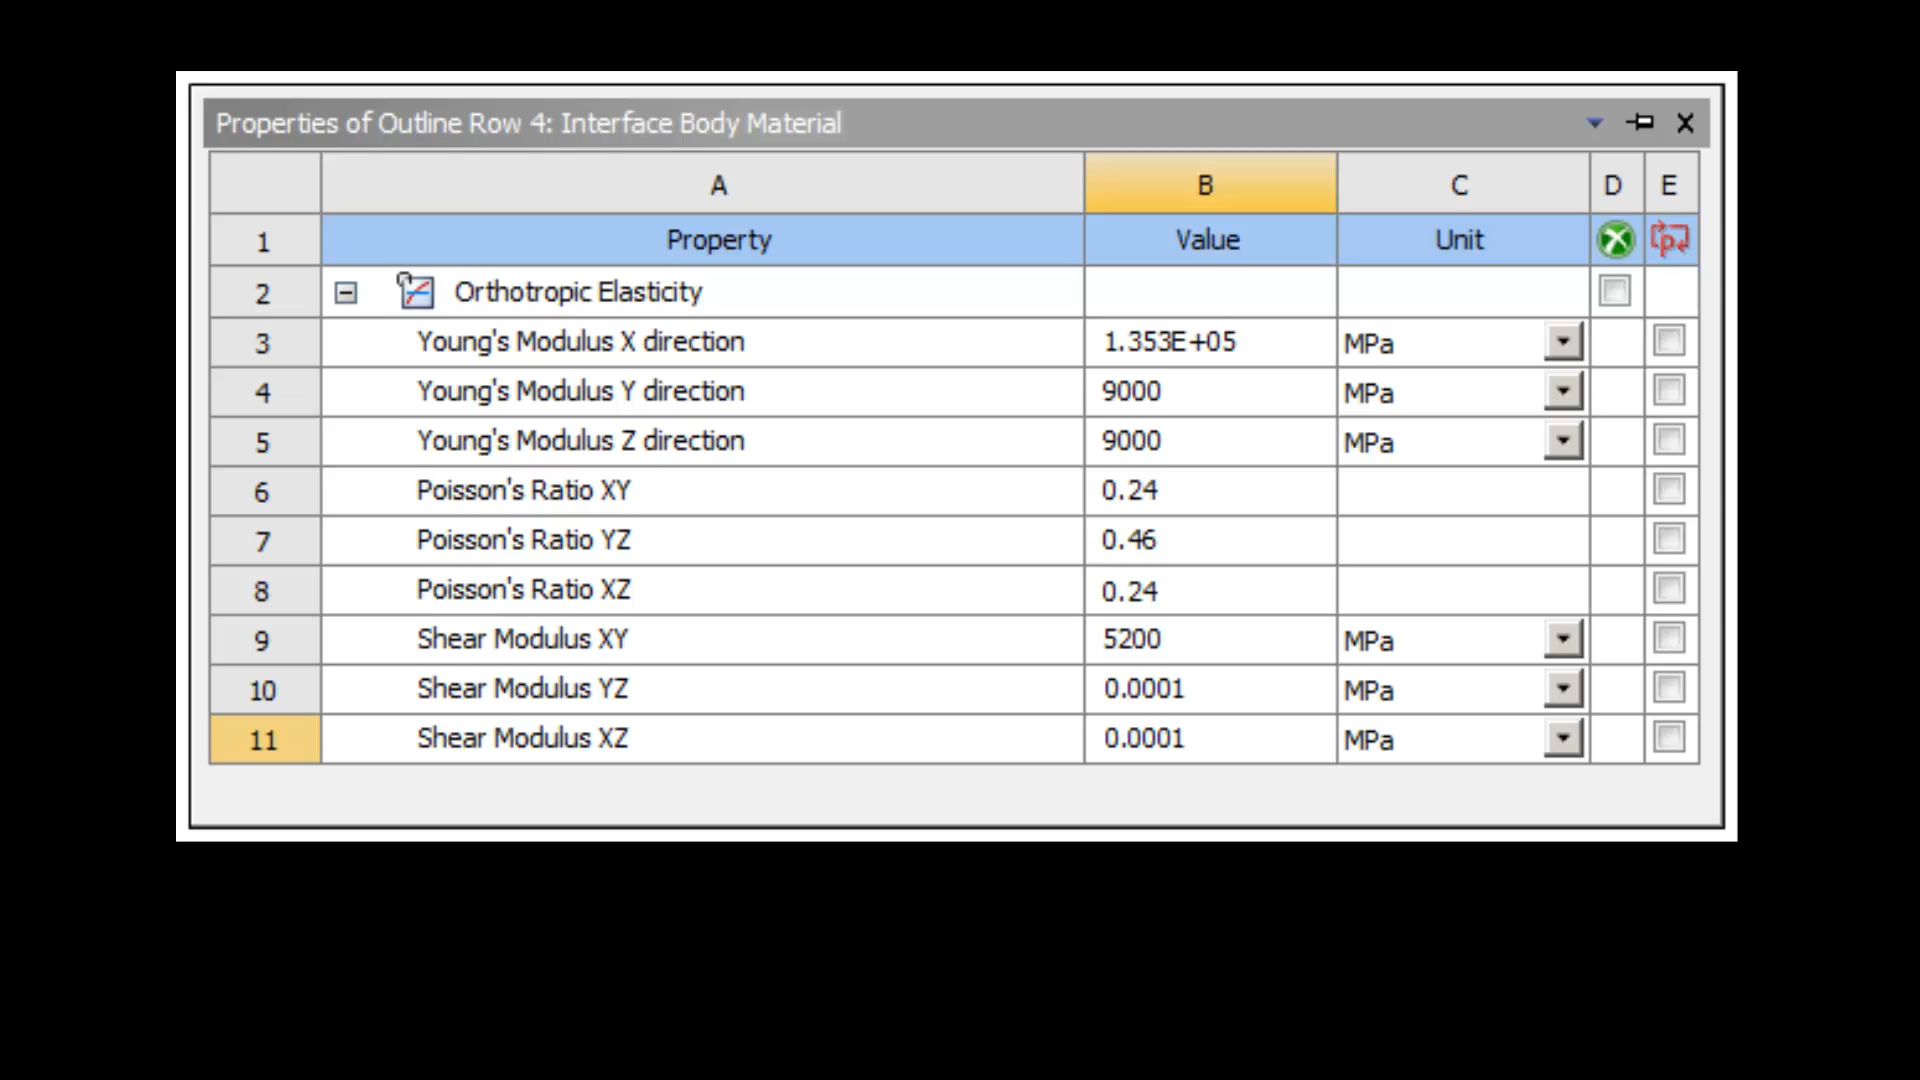 Properties of Outline Row 4: Interface Body Material
A B C D E
1 Property Value Unit
2 Orthotropic Elasticity
3 Young's Modulus X direction 1.353E+05 MPa
4 Young's Modulus Y direction 9000 MPa
5 Young's Modulus Z direction 9000 MPa
6 Poisson's Ratio XY 0.24
7 Poisson's Ratio YZ 0.46
8 Poisson's Ratio XZ 0.24
9 Shear Modulus XY 5200 MPa
10 Shear Modulus YZ 0.0001 MPa
11 Shear Modulus XZ 0.0001 MPa